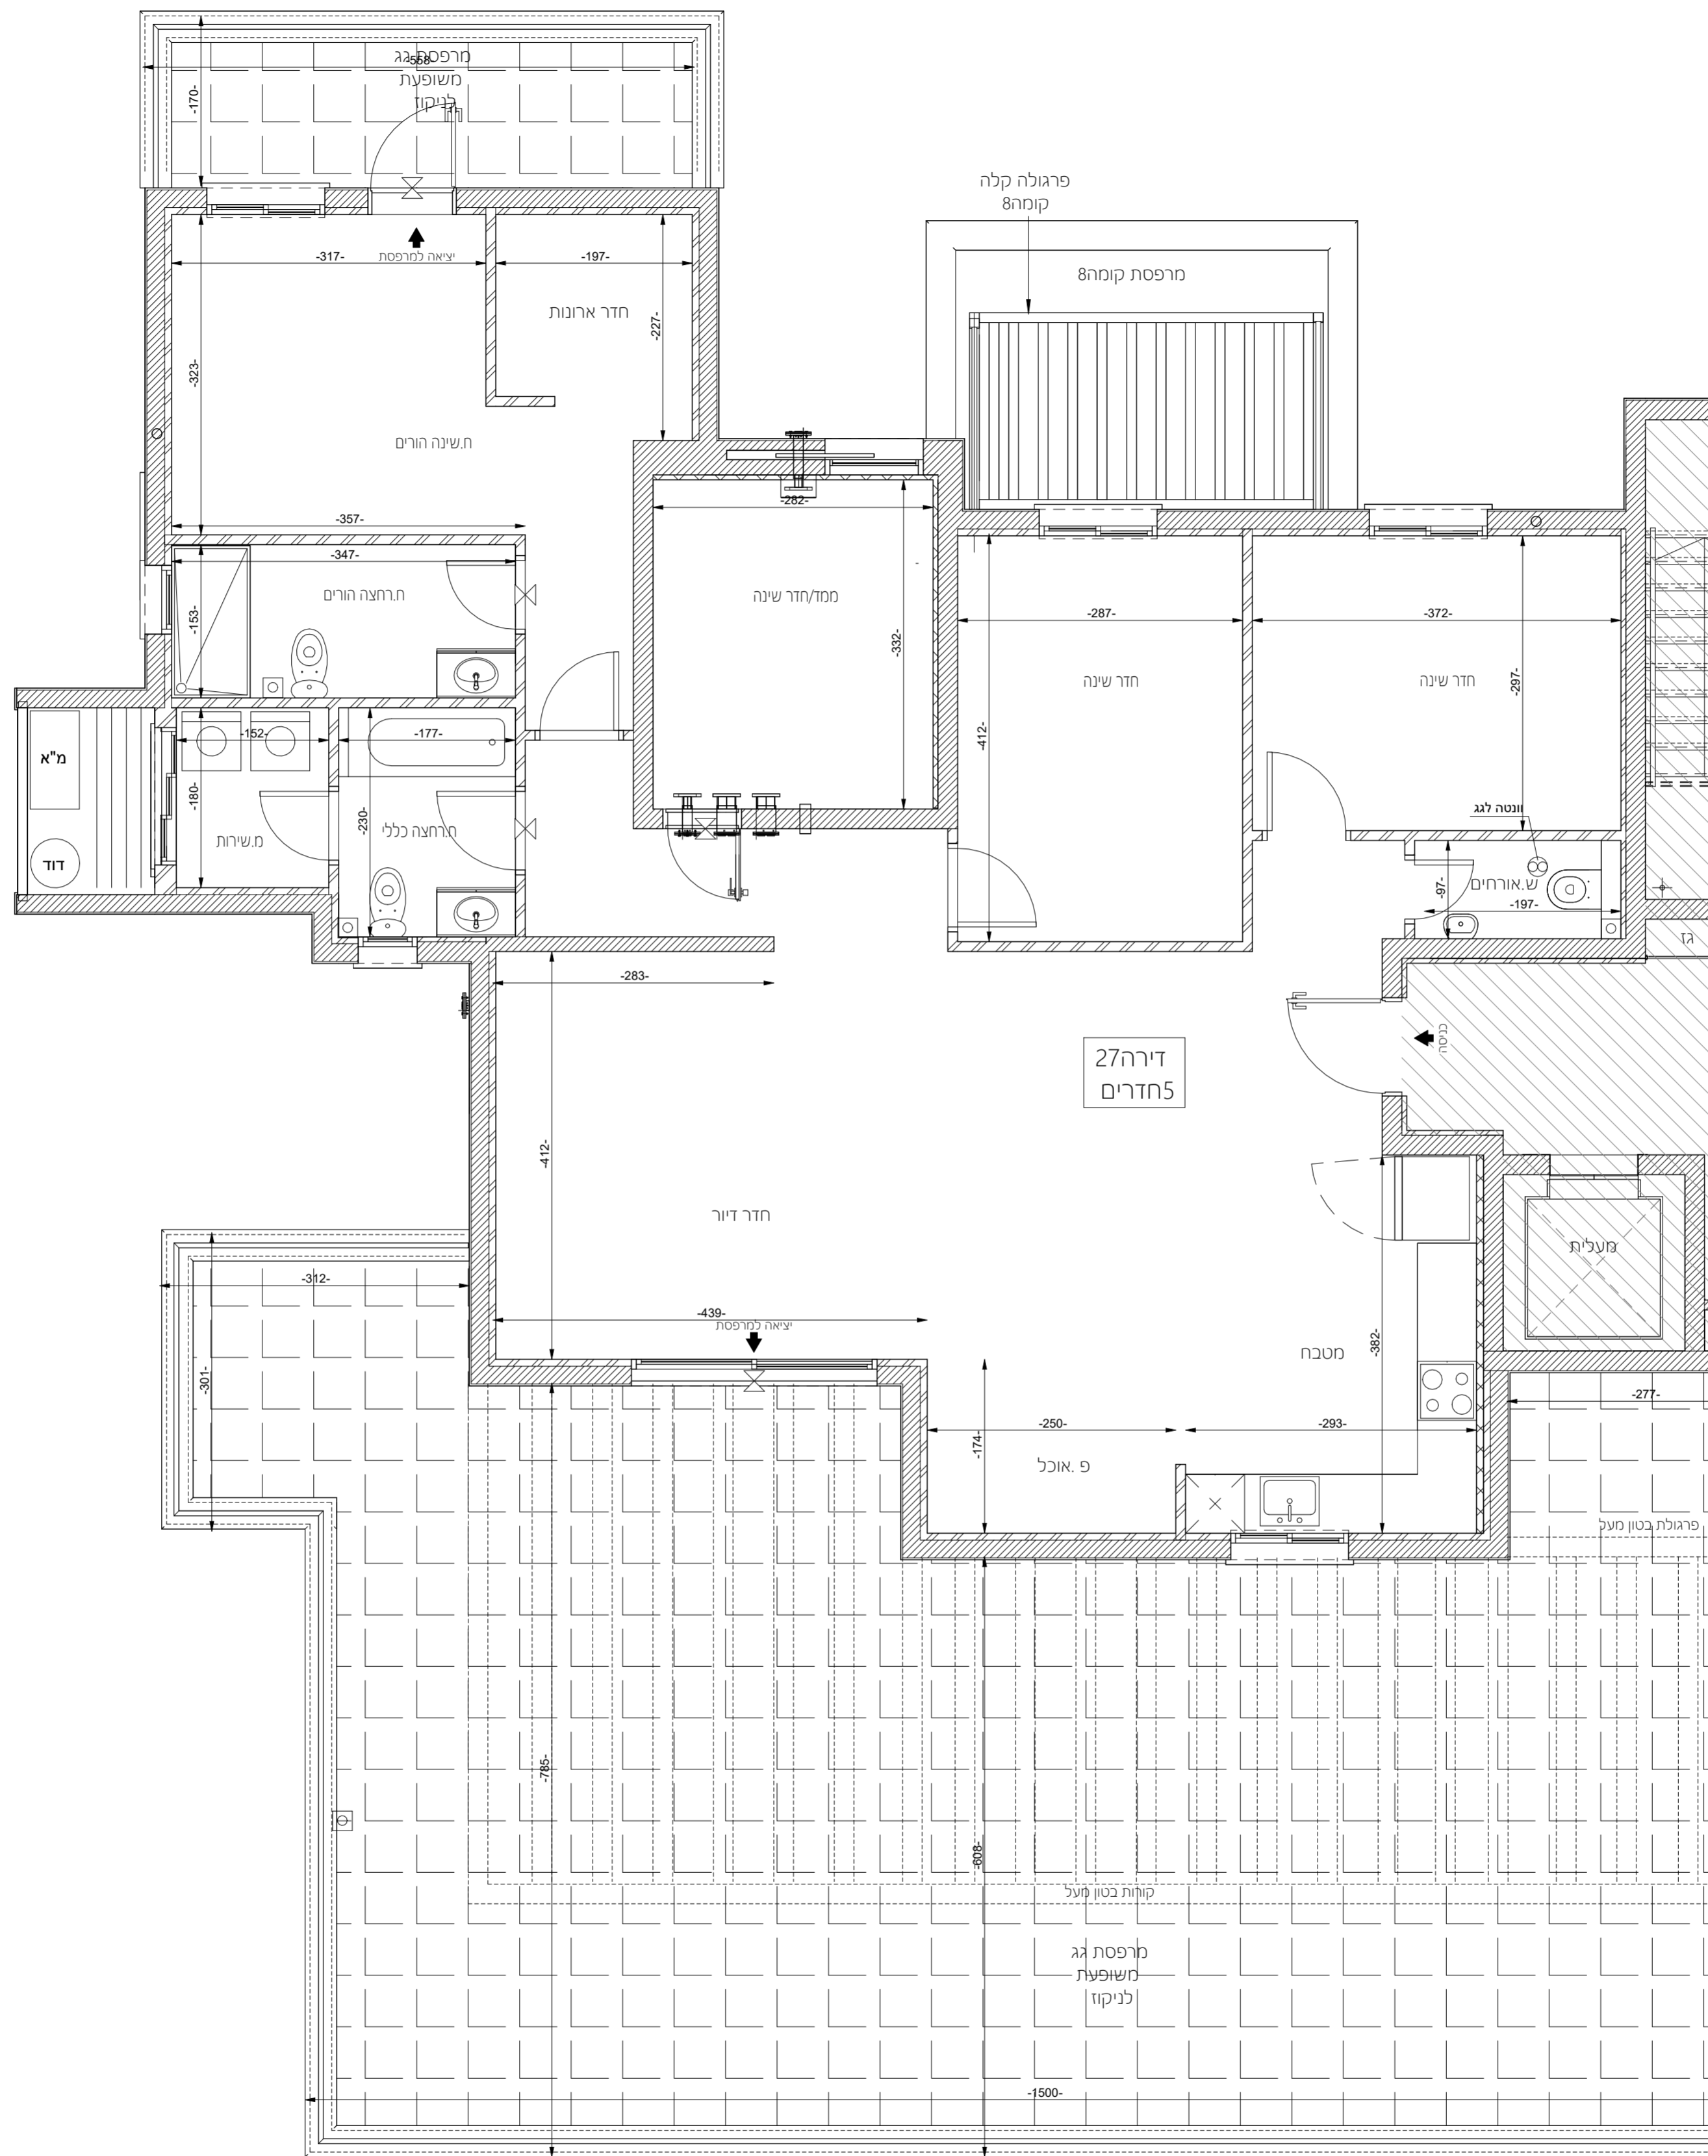 מרפסת גג
-558-
משופעת
לניקוז
-170-
פרגולה קלה
קומה8
מרפסת קומה8
-317-
יציאה למרפסת
-197-
חדר ארונות
-227-
-323-
ח.שינה הורים
-357-
-282-
-347-
ח.רחצה הורים
-153-
ממד/חדר שינה
-332-
-287-
חדר שינה
-412-
-372-
חדר שינה
-297-
מ"א
דוד
-152-
-180-
מ.שירות
-177-
-230-
ח.רחצה כללי
וונטה לגג
ש.אורחים
-97-
-197-
גז
-283-
כניסה
דירה27
5חדרים
-412-
חדר דיור
מעלית
-312-
-439-
יציאה למרפסת
-301-
מטבח
-382-
-277-
-250-
-293-
-174-
פ .אוכל
פרגולת בטון מעל
-785-
-608-
קורות בטון מעל
מרפסת גג
משופעת
לניקוז
-1500-